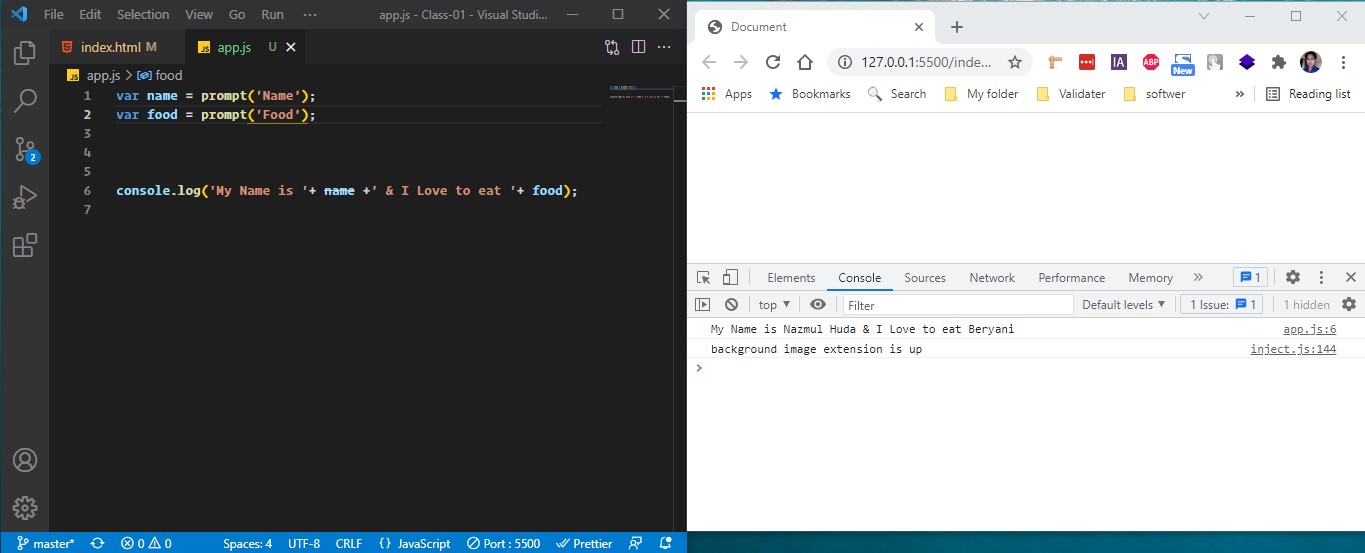 File Edit Selection View Go Run ··· app.js - Class-01 - Visual Studi...
index.html M app.js U
JS app.js > food
1 var name = prompt('Name');
2 var food = prompt('Food');
3
4
5
6 console.log('My Name is '+ name +' & I Love to eat '+ food);
7
2
master* 0 0 Spaces: 4 UTF-8 CRLF {} JavaScript Port : 5500 Prettier
Document
127.0.0.1:5500/inde...
IA ABP New
Apps Bookmarks Search My folder Validater softwer » Reading list
Elements Console Sources Network Performance Memory » 1
top Filter Default levels 1 Issue: 1 1 hidden
My Name is Nazmul Huda & I Love to eat Beryani app.js:6
background image extension is up inject.js:144